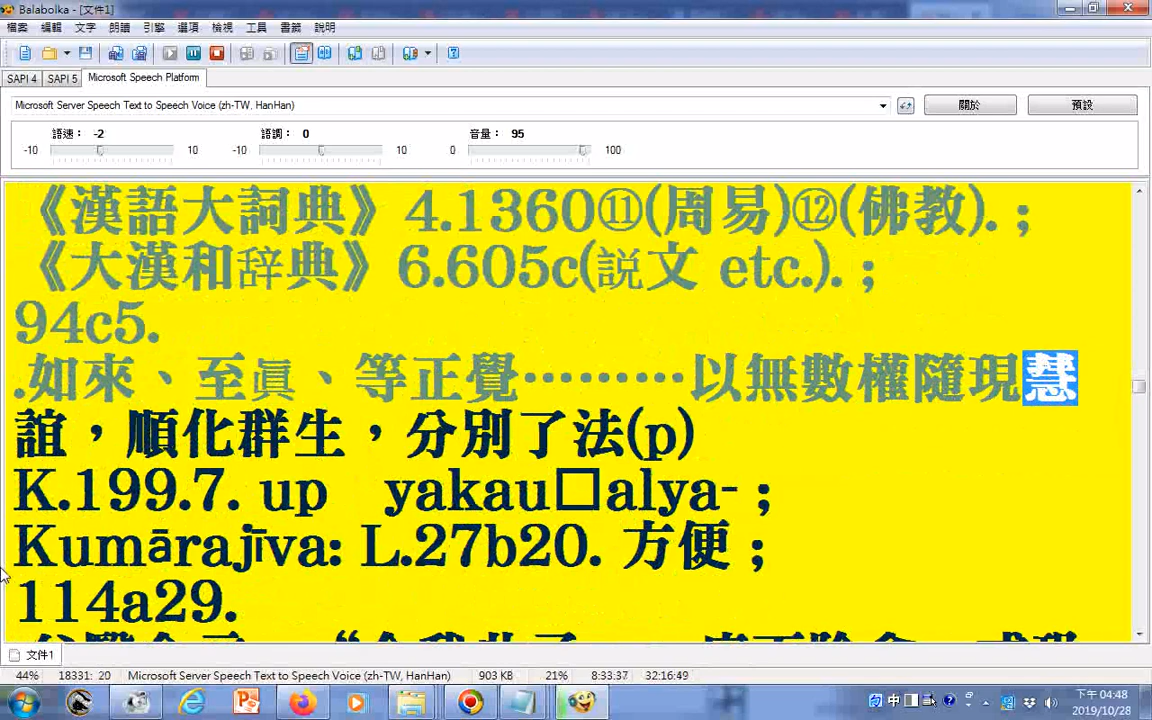 Balabolka - [文件1]
檔案 編輯 文字 朗讀 引擎 選項 檢視 工具 書籤 說明
SAPI 4 SAPI 5 Microsoft Speech Platform
Microsoft Server Speech Text to Speech Voice (zh-TW, HanHan) 關於 預設
語速： -2 語調： 0 音量： 95
-10 10 -10 10 0 100
《漢語大詞典》 4.1360⑪(周易)⑫(佛教). ；
《大漢和辞典》 6.605c(説文 etc.). ；
94c5.
.如來、至眞、等正覺………以無數權隨現慧
誼，順化群生，分別了法(p)
K.199.7. up yakau□alya-；
Kumārajīva: L.27b20. 方便；
114a29.
文件1
44% 18331: 20 Microsoft Server Speech Text to Speech Voice (zh-TW, HanHan) 903 KB 21% 8:33:37 32:16:49
中
下午 04:48
2019/10/28